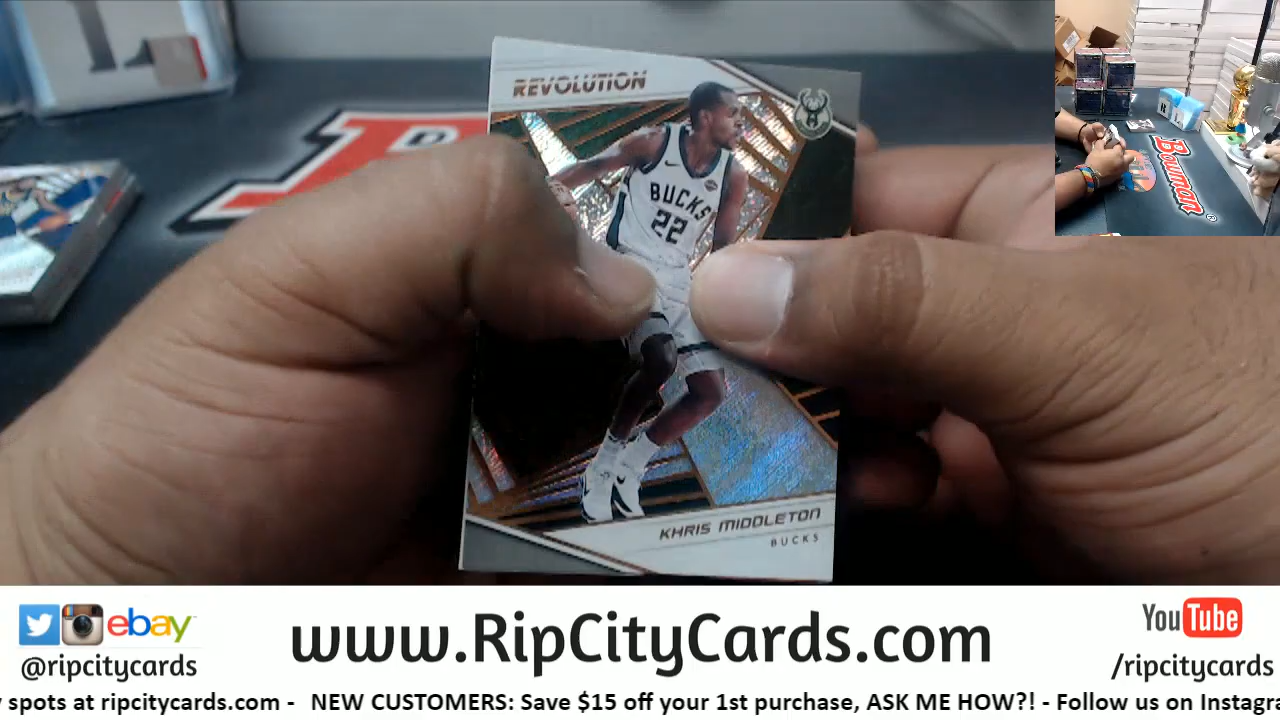 REVOLUTION
BUCKS
22
KHRIS MIDDLETON
BUCKS
Bowman
ebay
@ripcitycards
www.RipCityCards.com
YouTube
/ripcitycards
spots at ripcitycards.com - NEW CUSTOMERS: Save $15 off your 1st purchase, ASK ME HOW?! - Follow us on